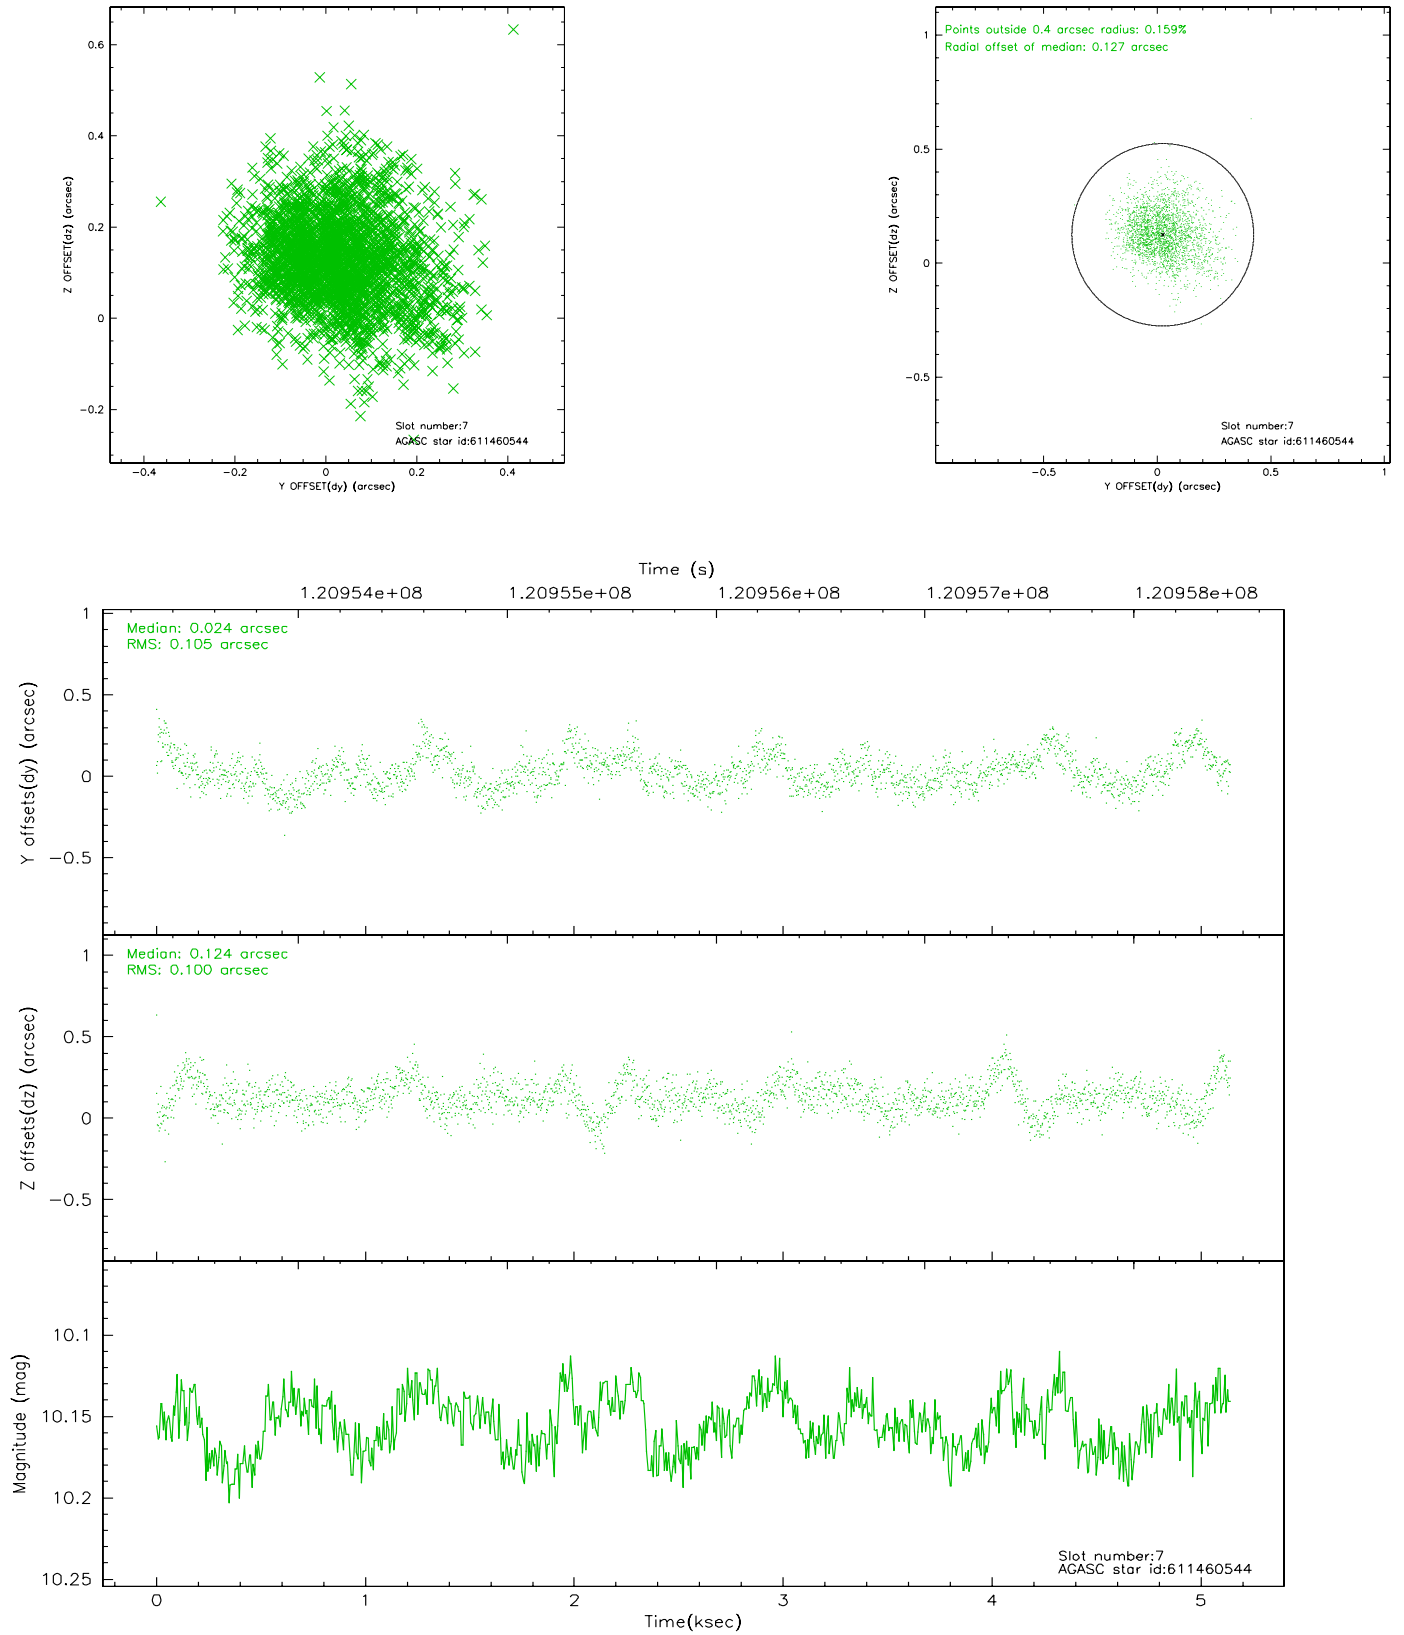 0.6
0.4
0.2
0
−0.2
Z OFFSET(dz) (arcsec)
Slot number:7
AGASC star id:611460544
−0.4 −0.2 0 0.2 0.4
Y OFFSET(dy) (arcsec)
Points outside 0.4 arcsec radius: 0.159%
Radial offset of median: 0.127 arcsec
1
0.5
0
−0.5
Z OFFSET(dz) (arcsec)
Slot number:7
AGASC star id:611460544
−0.5 0 0.5 1
Y OFFSET(dy) (arcsec)
Time (s)
1.20954e+08 1.20955e+08 1.20956e+08 1.20957e+08 1.20958e+08
Median: 0.024 arcsec
RMS: 0.105 arcsec
1
0.5
0
−0.5
Y offsets(dy) (arcsec)
Median: 0.124 arcsec
RMS: 0.100 arcsec
1
0.5
0
−0.5
Z offsets(dz) (arcsec)
10.1
10.15
10.2
10.25
Magnitude (mag)
Slot number:7
AGASC star id:611460544
0 1 2 3 4 5
Time(ksec)